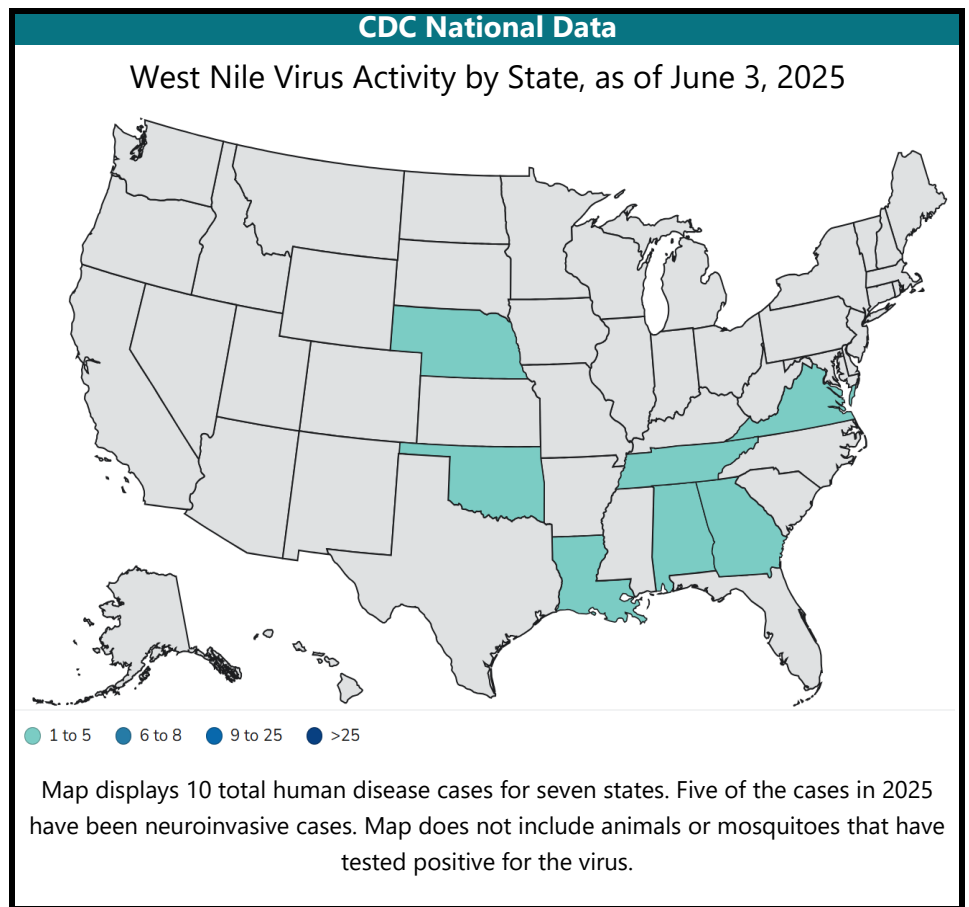 CDC National Data
West Nile Virus Activity by State, as of June 3, 2025
1 to 5 6 to 8 9 to 25 >25
Map displays 10 total human disease cases for seven states. Five of the cases in 2025
have been neuroinvasive cases. Map does not include animals or mosquitoes that have
tested positive for the virus.